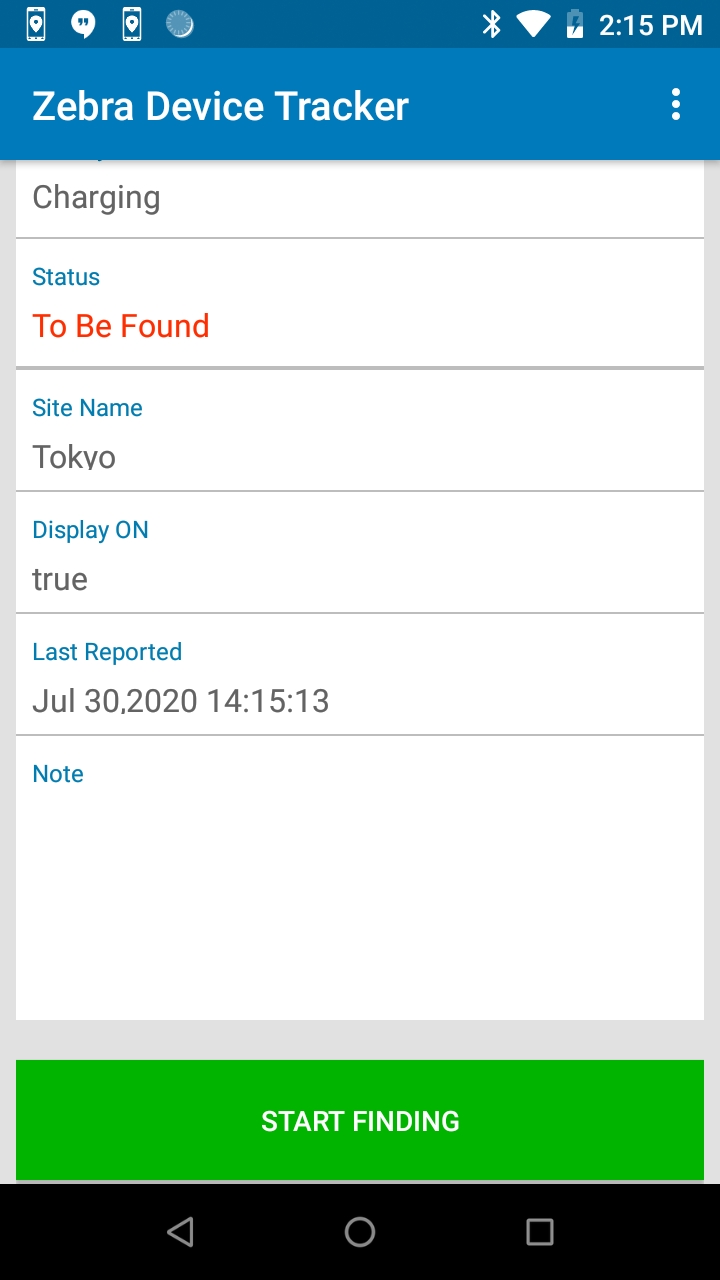 2:15 PM
Zebra Device Tracker
Charging
Status
To Be Found
Site Name
Tokyo
Display ON
true
Last Reported
Jul 30,2020 14:15:13
Note
START FINDING